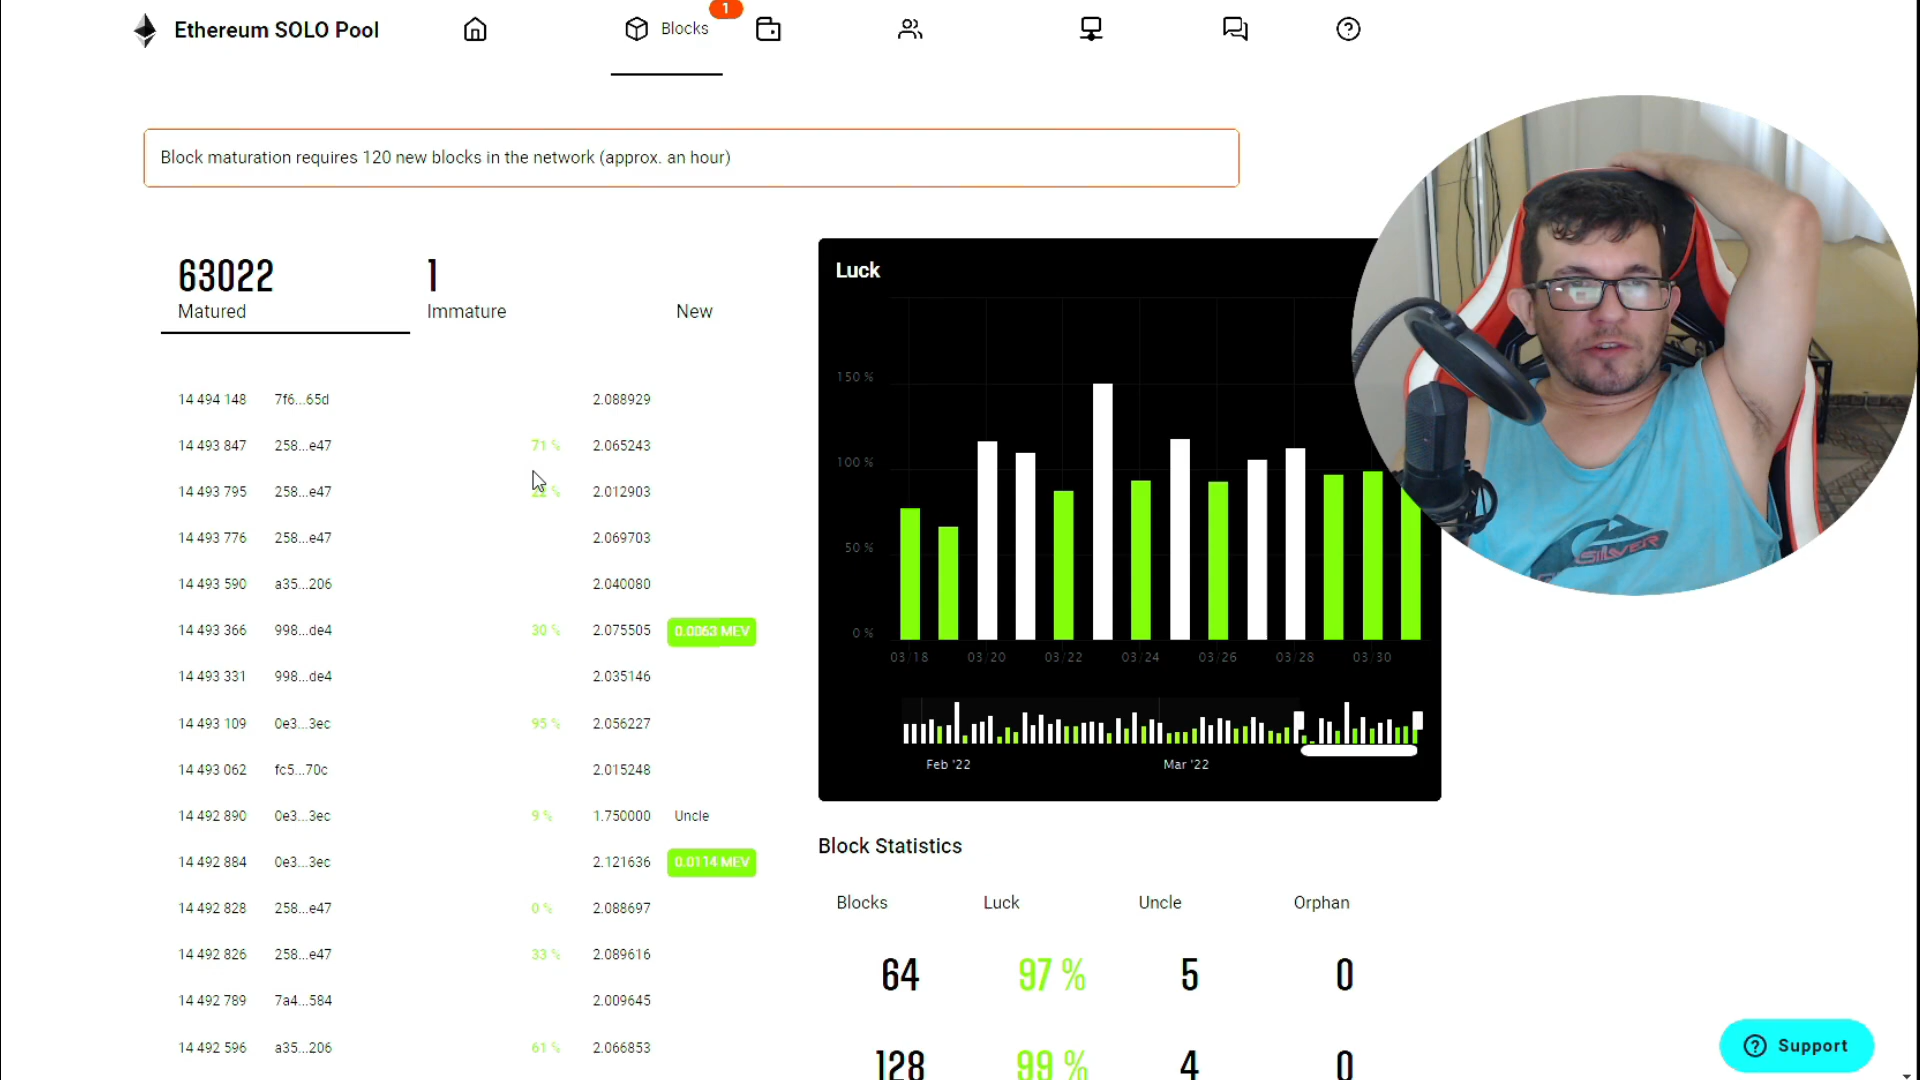 Ethereum SOLO Pool
Blocks
1
Block maturation requires 120 new blocks in the network (approx. an hour)
63022
Matured
1
Immature
New
14 494 148 7f6...65d 2.088929
14 493 847 258...e47 71 % 2.065243
14 493 795 258...e47 22 % 2.012903
14 493 776 258...e47 2.069703
14 493 590 a35...206 2.040080
14 493 366 998...de4 30 % 2.075505 0.0063 MEV
14 493 331 998...de4 2.035146
14 493 109 0e3...3ec 95 % 2.056227
14 493 062 fc5...70c 2.015248
14 492 890 0e3...3ec 9 % 1.750000 Uncle
14 492 884 0e3...3ec 2.121636 0.0114 MEV
14 492 828 258...e47 0 % 2.088697
14 492 826 258...e47 33 % 2.089616
14 492 789 7a4...584 2.009645
14 492 596 a35...206 61 % 2.066853
Luck
150 %
100 %
50 %
0 %
03/18 03/20 03/22 03/24 03/26 03/28 03/30
Feb '22 Mar '22
Block Statistics
Blocks Luck Uncle Orphan
64 97 % 5 0
128 99 % 4 0
SILVER
Support